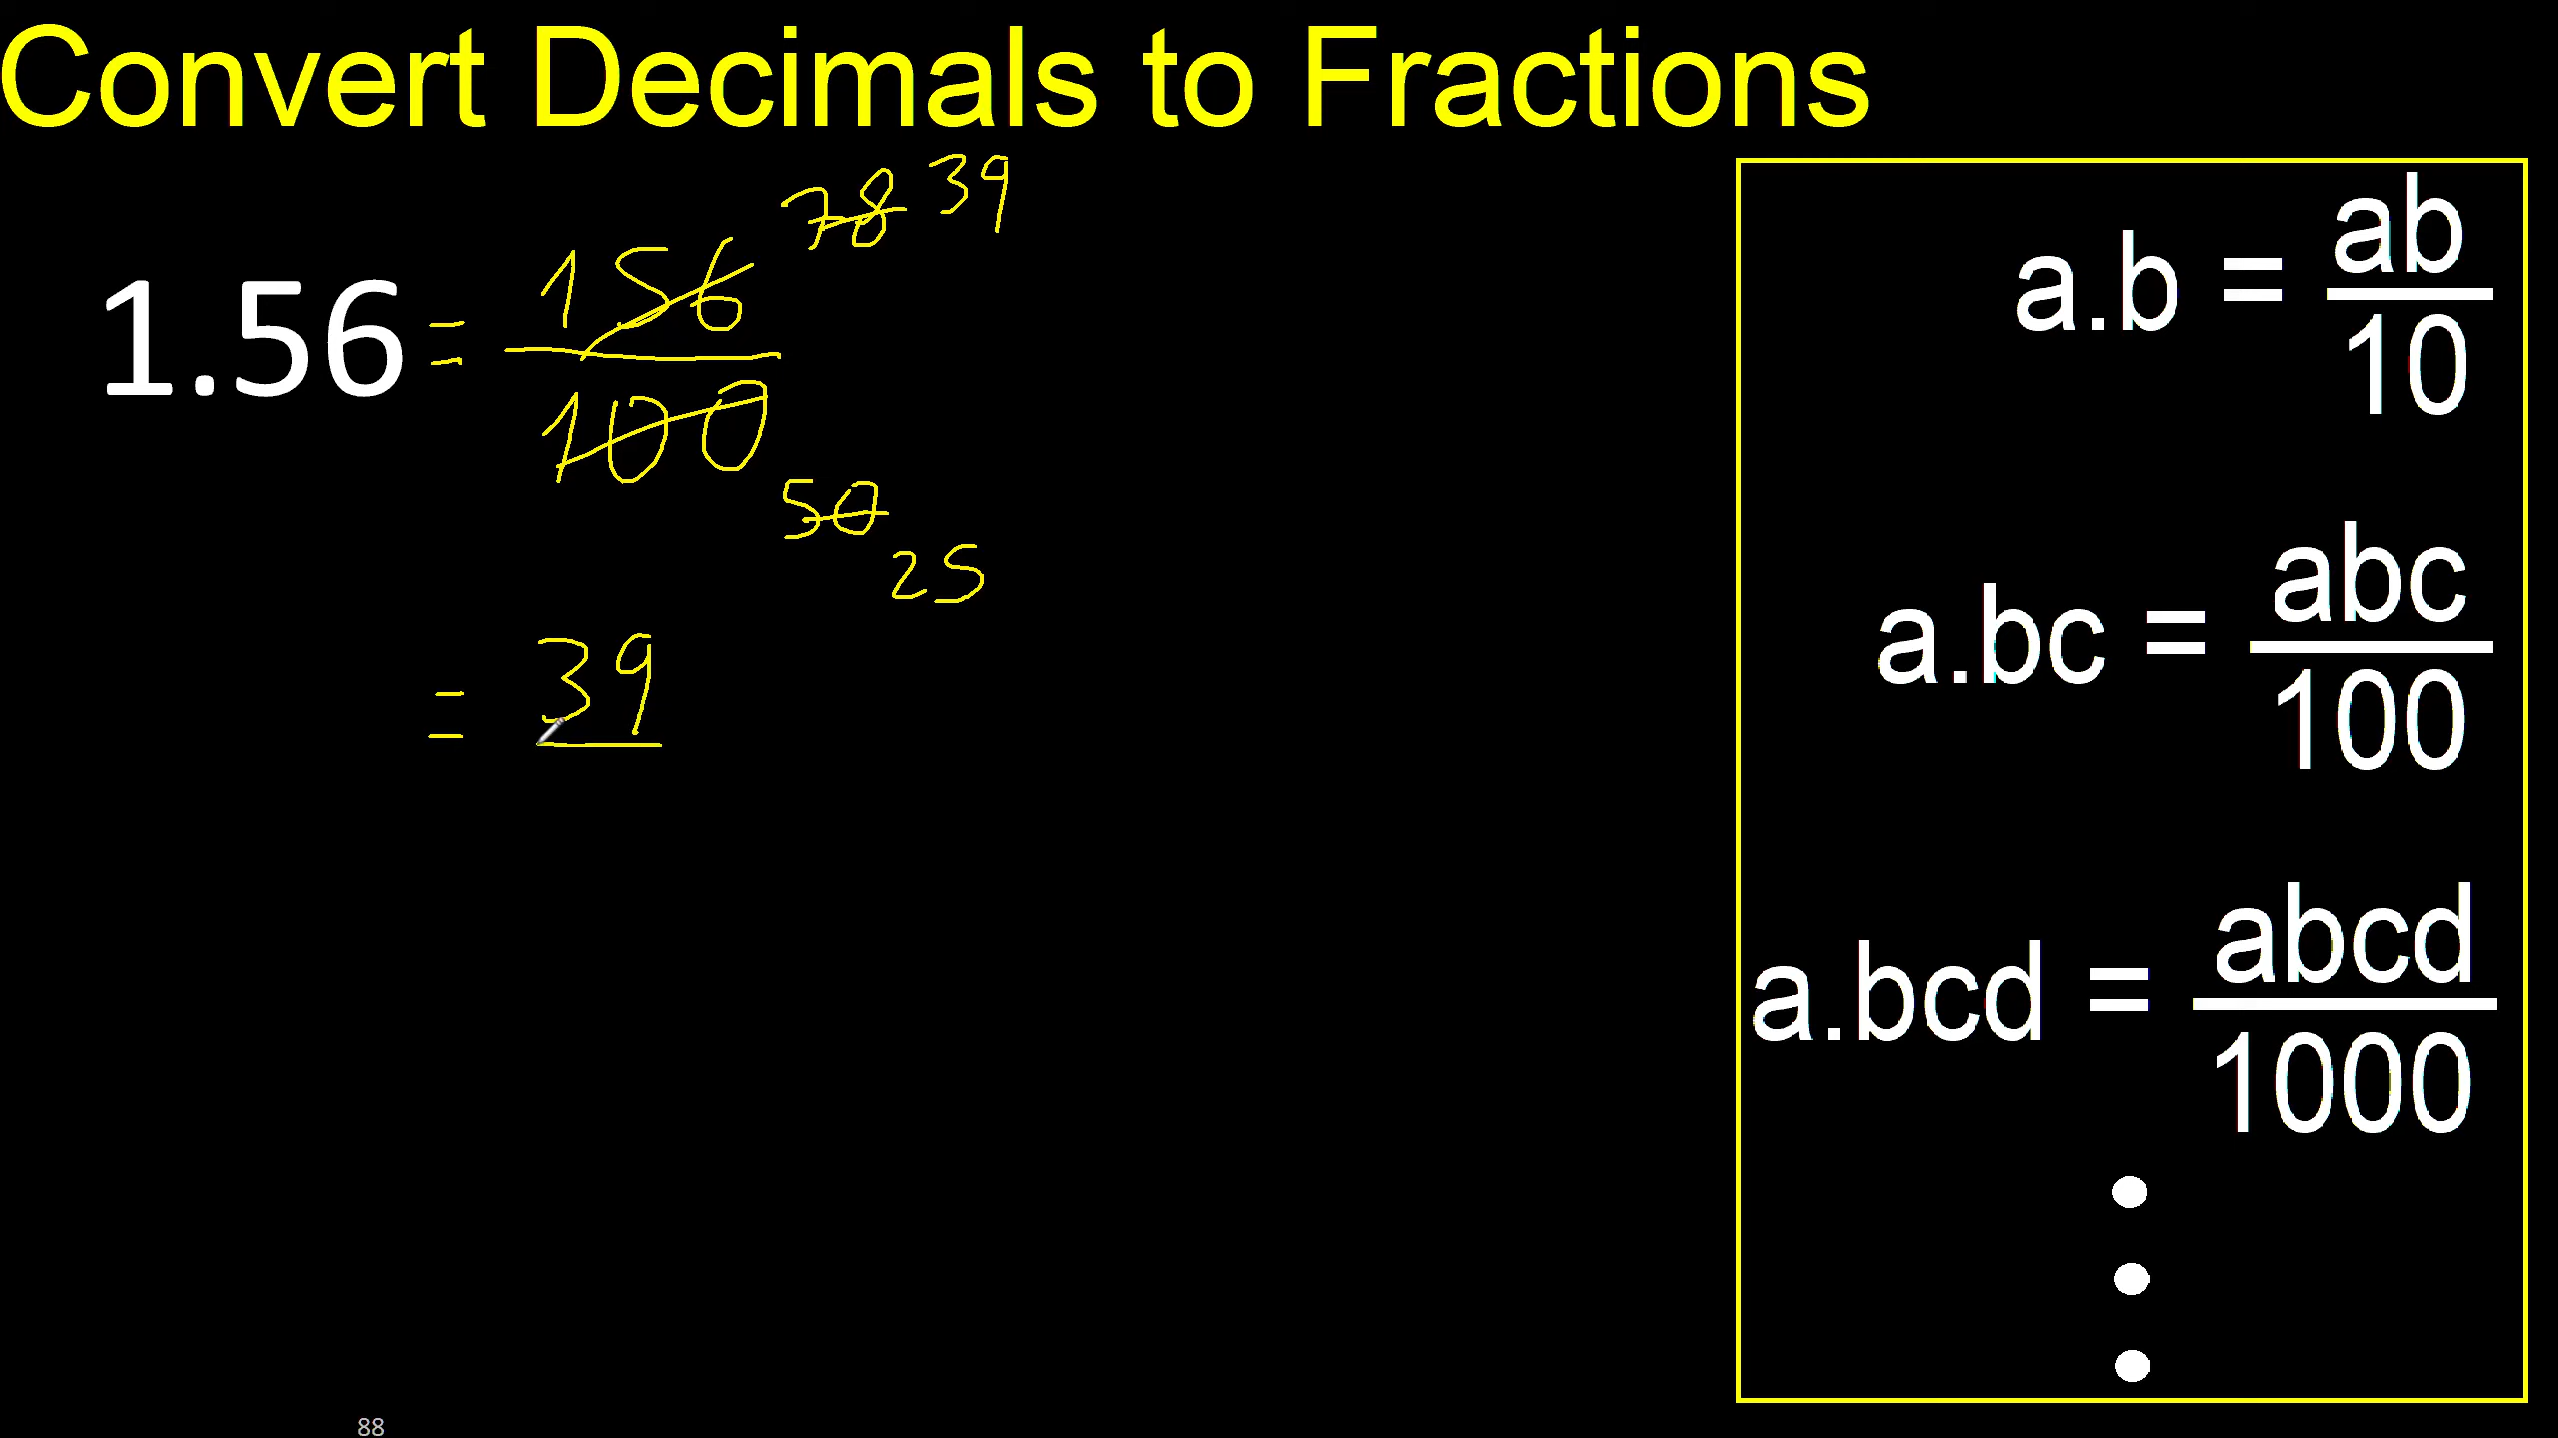 Convert Decimals to Fractions
1.56 = 156/100
78 39
50
25
= 39
a.b = ab/10
a.bc = abc/100
a.bcd = abcd/1000
88